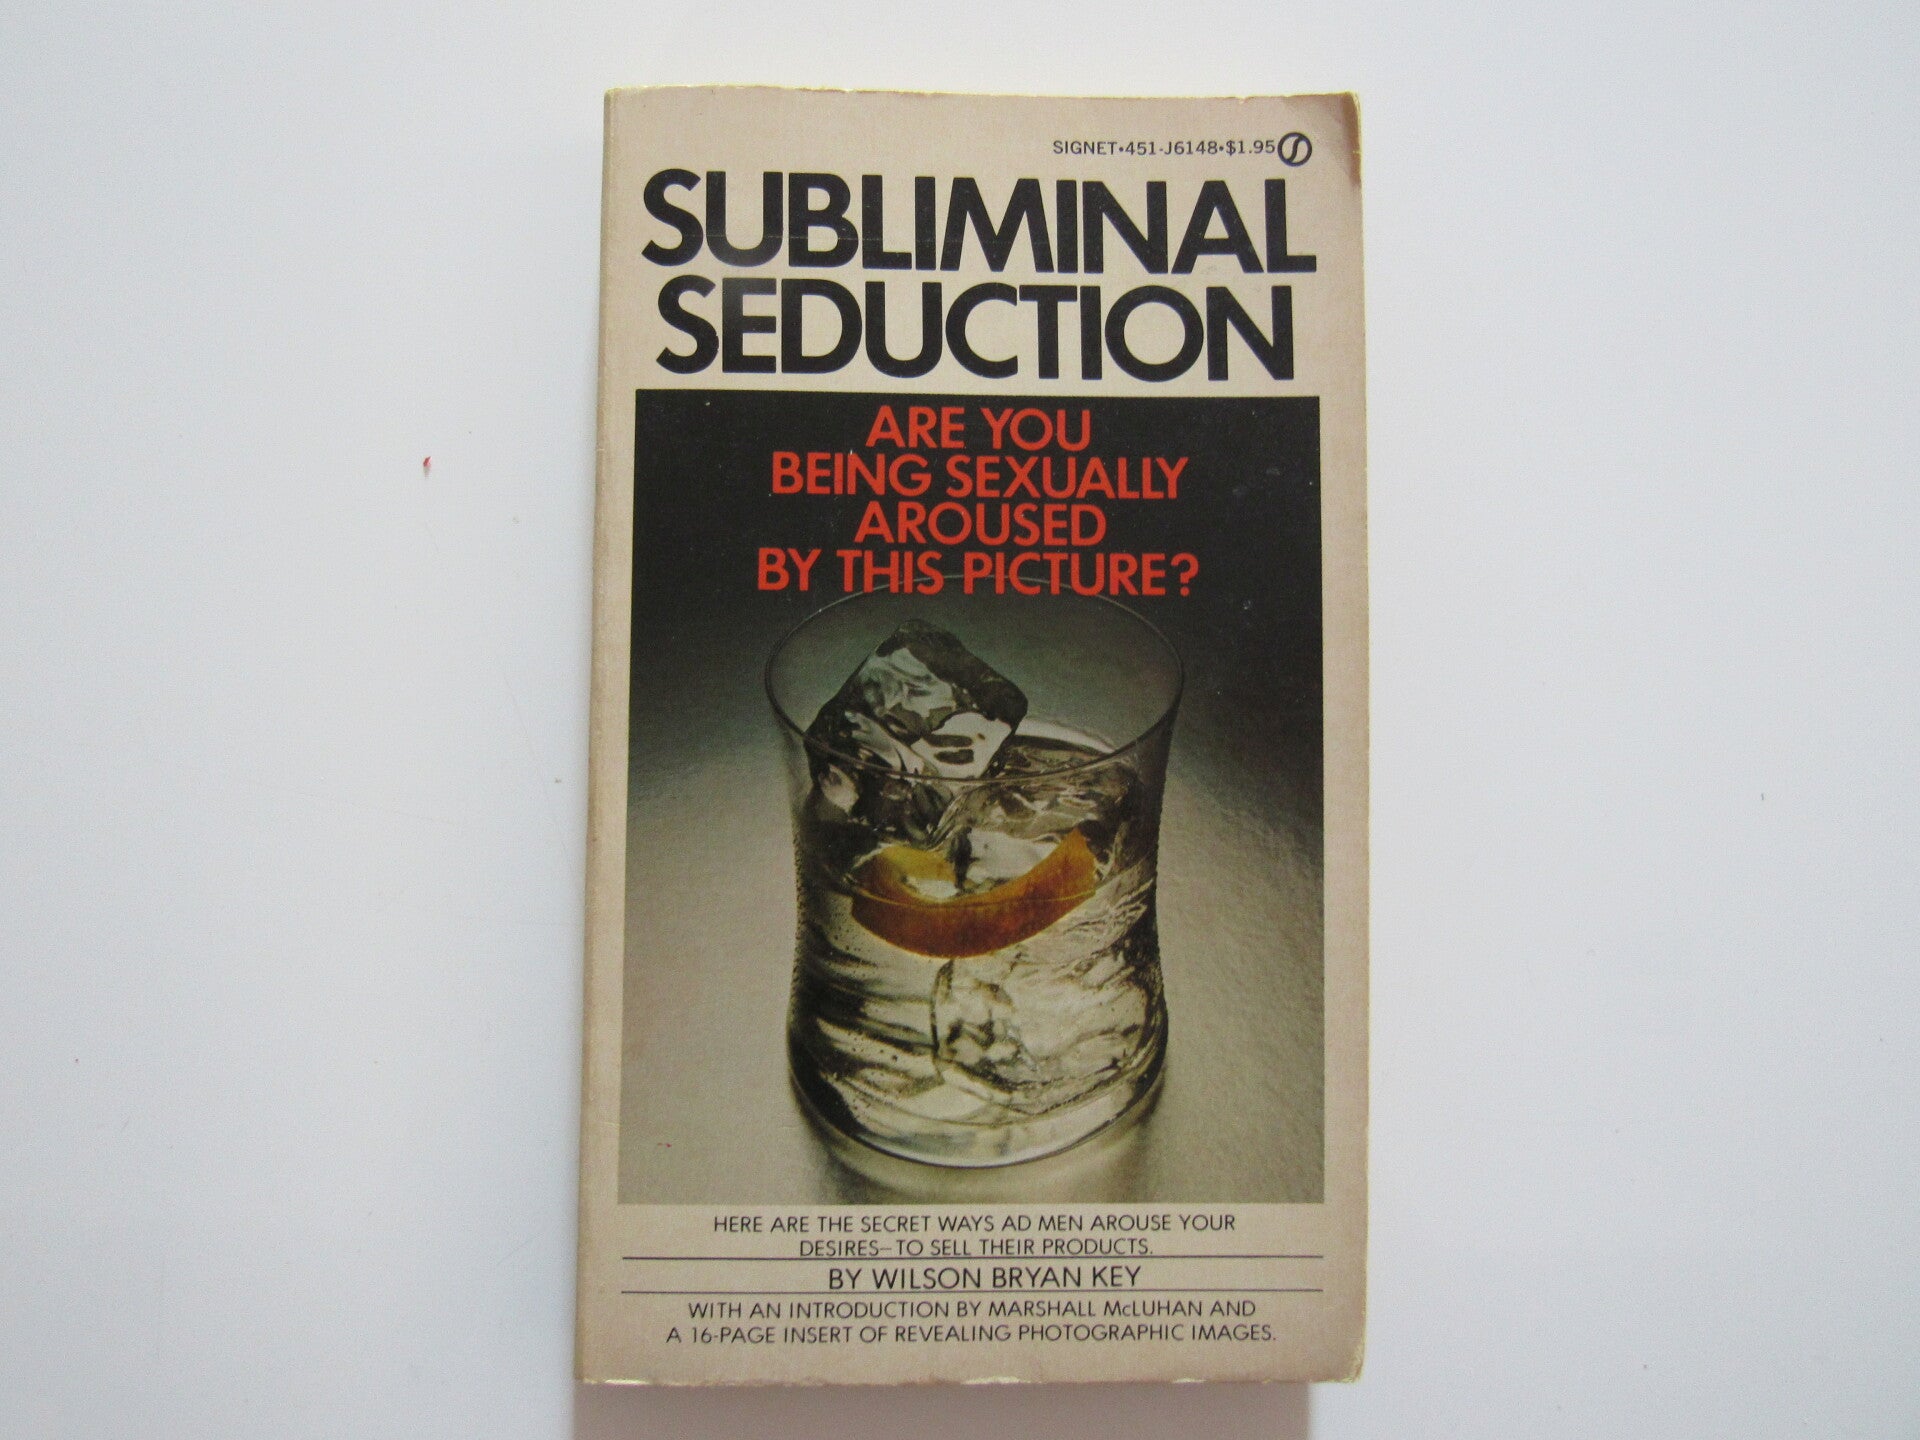 SIGNET•451-J6148•$1.95
SUBLIMINAL
SEDUCTION
ARE YOU
BEING SEXUALLY
AROUSED
BY THIS PICTURE?
HERE ARE THE SECRET WAYS AD MEN AROUSE YOUR
DESIRES–TO SELL THEIR PRODUCTS.
BY WILSON BRYAN KEY
WITH AN INTRODUCTION BY MARSHALL McLUHAN AND
A 16-PAGE INSERT OF REVEALING PHOTOGRAPHIC IMAGES.